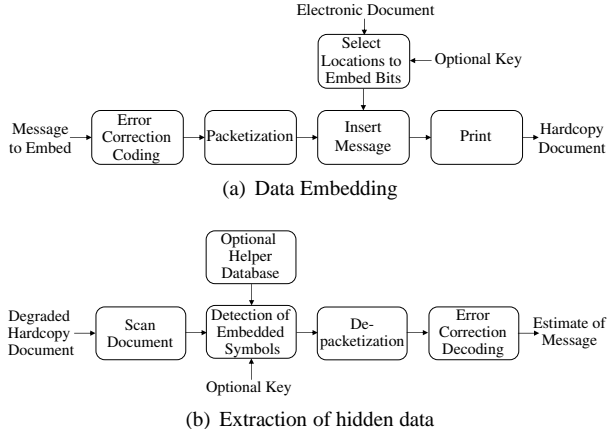 Electronic Document
Select
Locations to
Embed Bits
Optional Key
Message
to Embed
Error
Correction
Coding
Packetization
Insert
Message
Print
Hardcopy
Document
(a) Data Embedding
Optional
Helper
Database
Degraded
Hardcopy
Document
Scan
Document
Detection of
Embedded
Symbols
De-
packetization
Error
Correction
Decoding
Estimate of
Message
Optional Key
(b) Extraction of hidden data